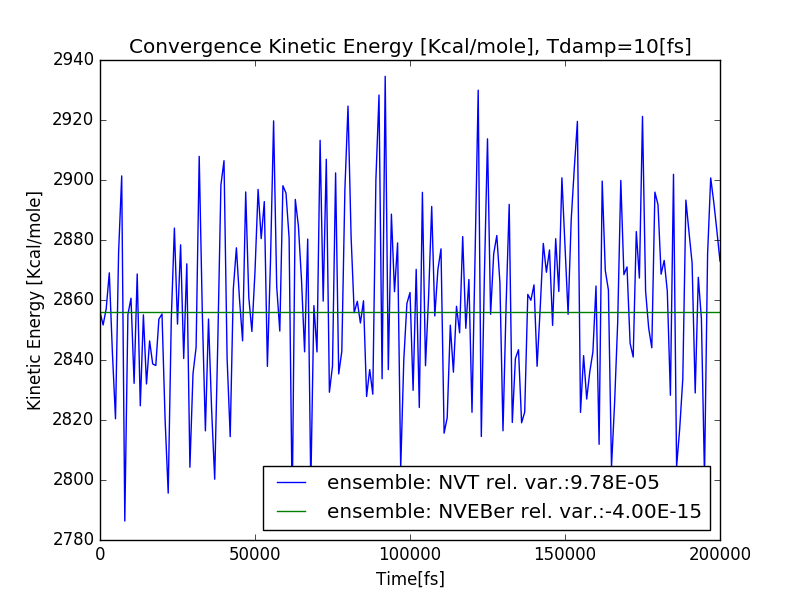 Convergence Kinetic Energy [Kcal/mole], Tdamp=10[fs]
2940
2920
2900
2880
2860
2840
2820
2800
2780
Kinetic Energy [Kcal/mole]
ensemble: NVT rel. var.:9.78E-05
ensemble: NVEBer rel. var.:-4.00E-15
0 50000 100000 150000 200000
Time[fs]